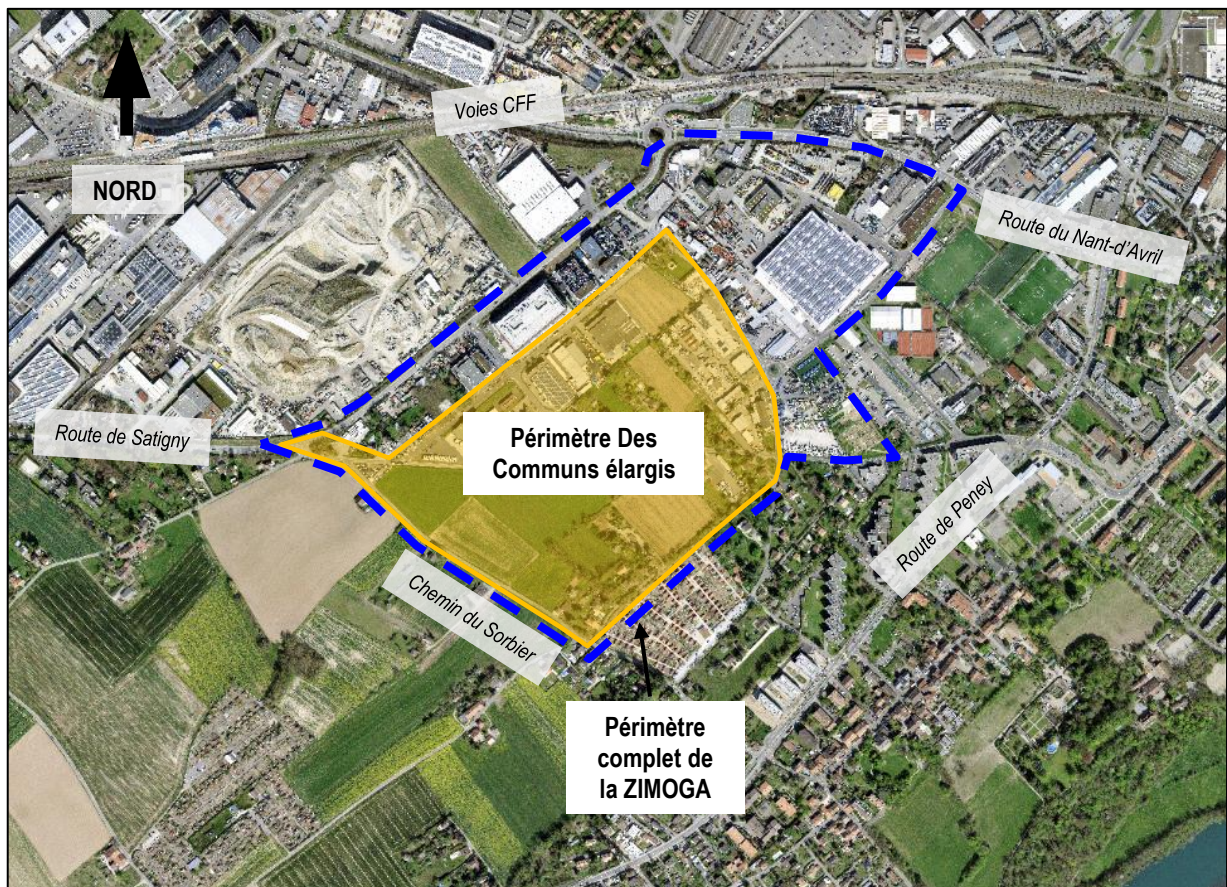 Voies CFF
NORD
Route du Nant-d'Avril
Route de Satigny
Périmètre Des
Communs élargis
Route de Peney
Chemin du Sorbier
Périmètre
complet de
la ZIMOGA